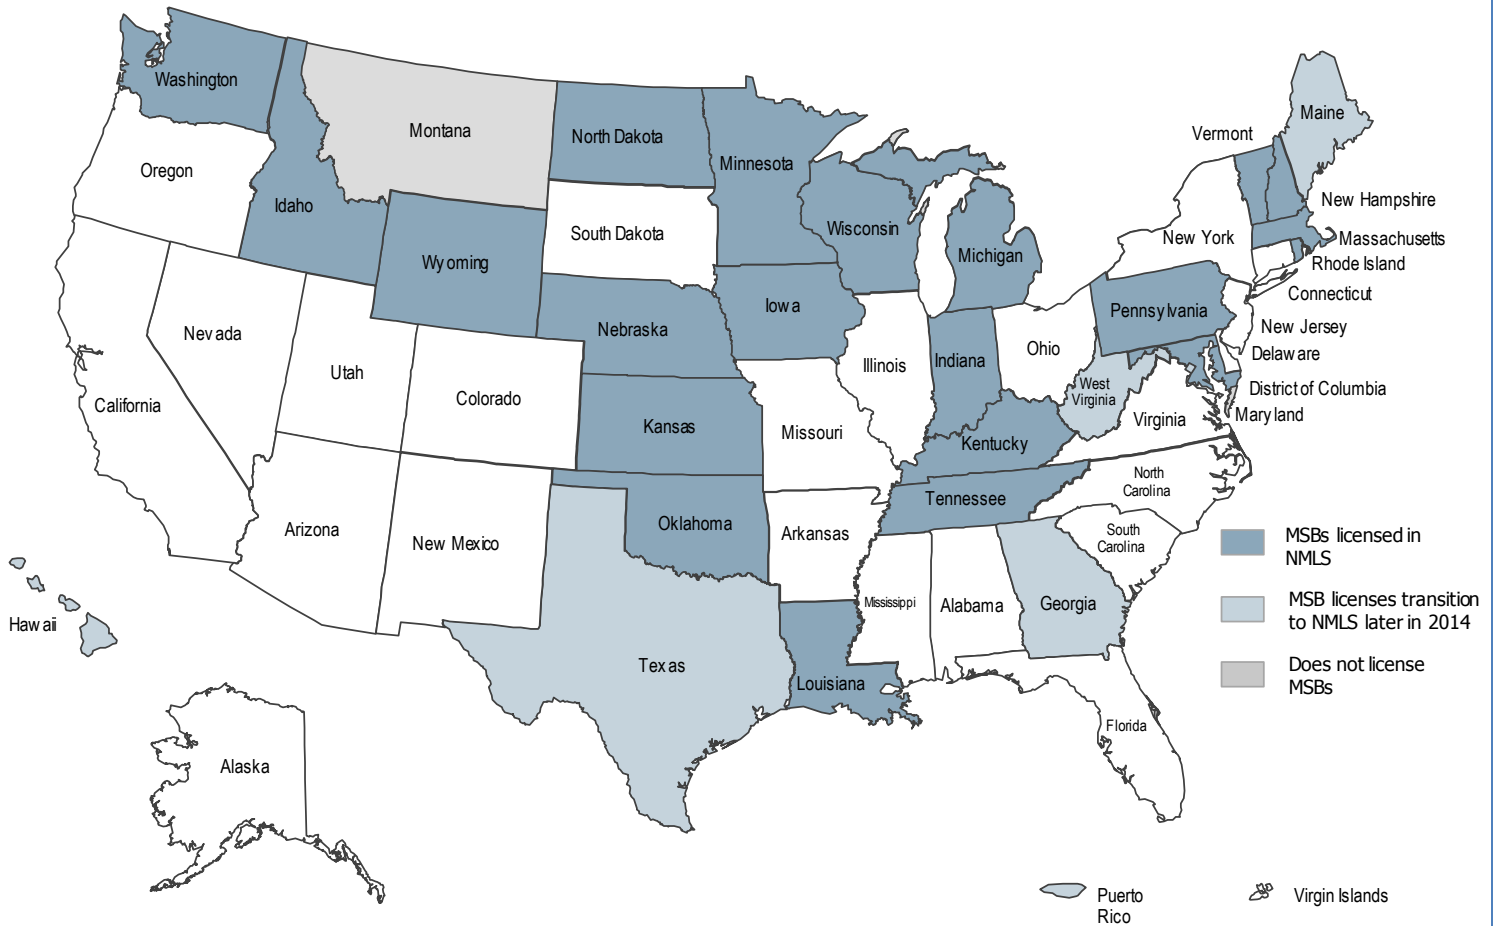 Washington
Montana
North Dakota
Minnesota
Vermont
Maine
Oregon
Idaho
Wisconsin
New Hampshire
South Dakota
New York
Massachusetts
Wyoming
Michigan
Rhode Island
Connecticut
Iowa
Pennsylvania
Nebraska
New Jersey
Nevada
Ohio
Delaware
Indiana
Illinois
Utah
West
Virginia
District of Columbia
Colorado
California
Maryland
Kansas
Virginia
Missouri
Kentucky
North
Carolina
Tennessee
Oklahoma
Arizona
New Mexico
Arkansas
South
Carolina
MSBs licensed in
NMLS
Mississippi
Alabama
Georgia
MSB licenses transition
to NMLS later in 2014
Hawaii
Texas
Louisiana
Does not license
MSBs
Florida
Alaska
Puerto
Rico
Virgin Islands